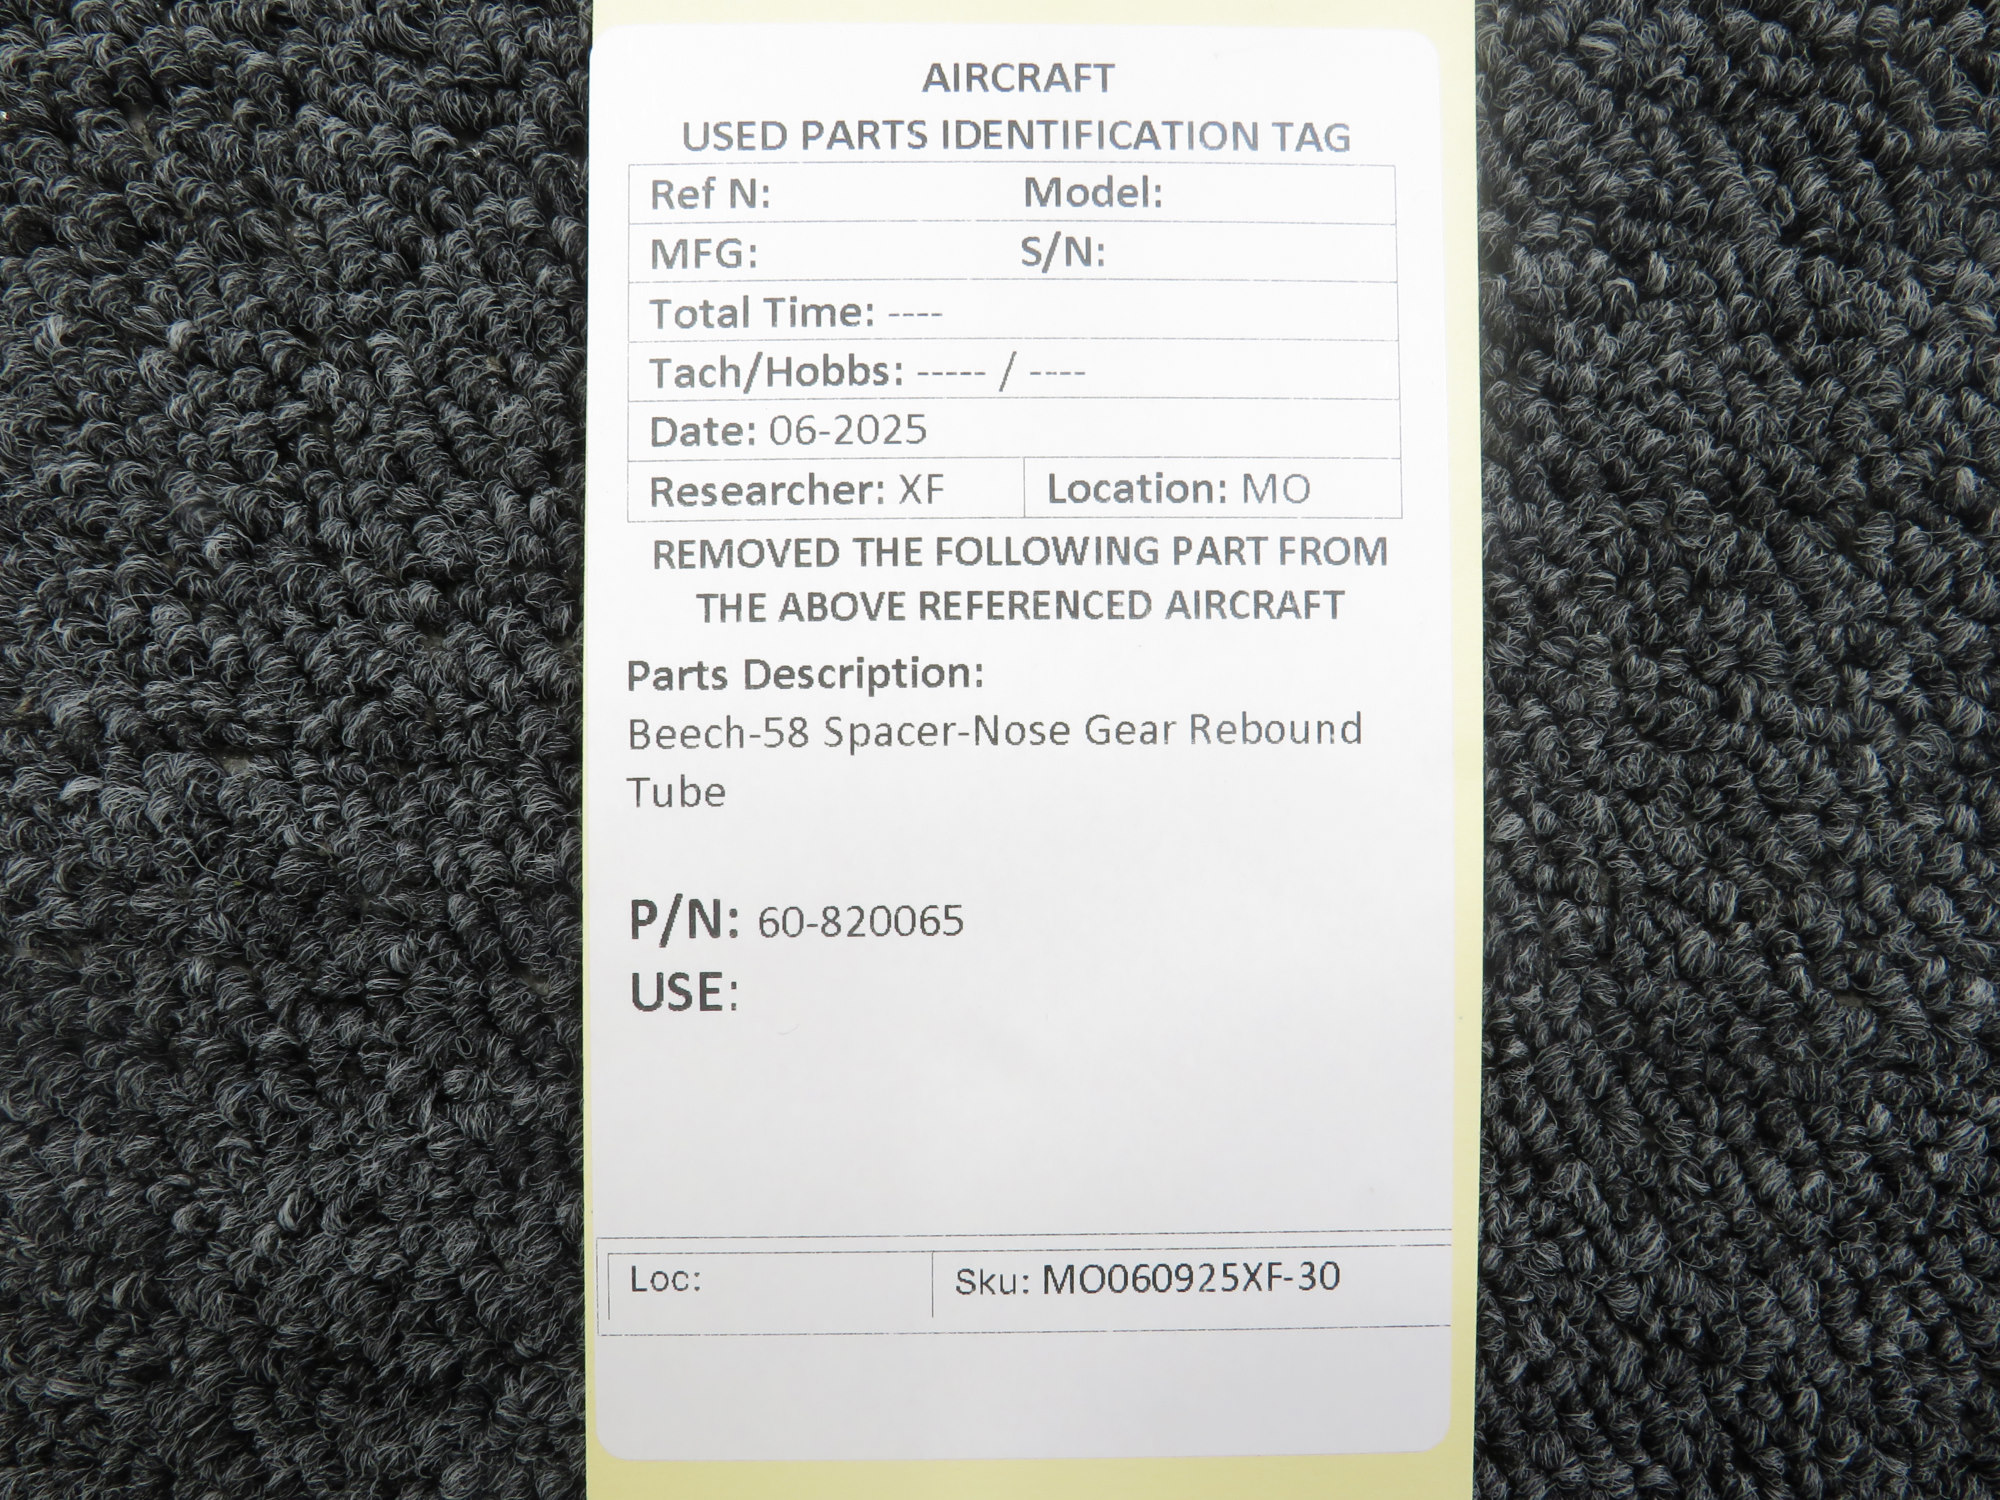 AIRCRAFT
USED PARTS IDENTIFICATION TAG
Ref N: Model:
MFG: S/N:
Total Time: ----
Tach/Hobbs: ----- / ----
Date: 06-2025
Researcher: XF Location: MO
REMOVED THE FOLLOWING PART FROM
THE ABOVE REFERENCED AIRCRAFT
Parts Description:
Beech-58 Spacer-Nose Gear Rebound
Tube
P/N: 60-820065
USE:
Loc: Sku: MO060925XF-30